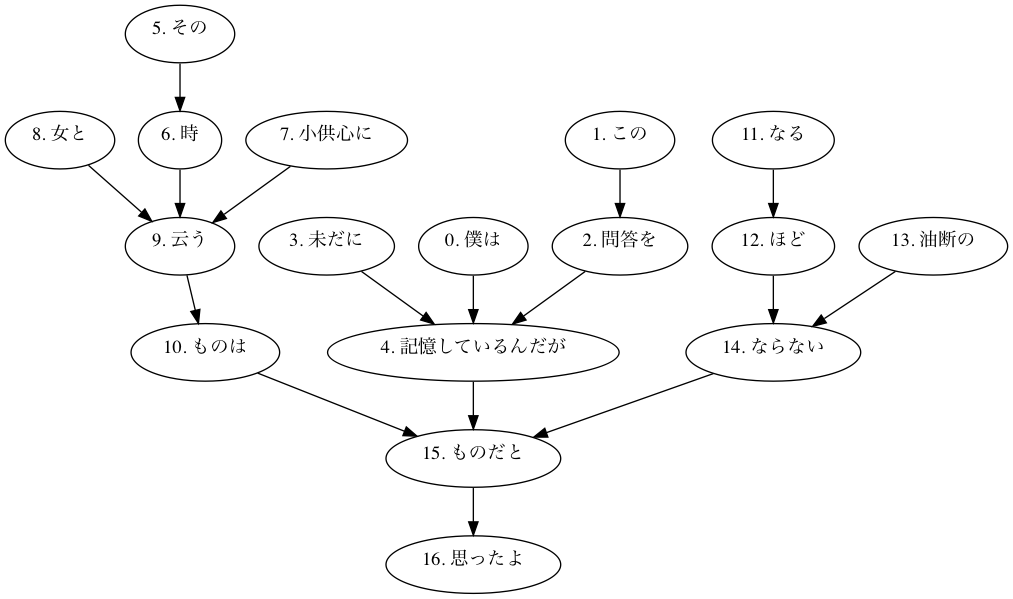 5. その
8. 女と
6. 時
7. 小供心に
1. この
11. なる
9. 云う
3. 未だに
0. 僕は
2. 問答を
12. ほど
13. 油断の
10. ものは
4. 記憶しているんだが
14. ならない
15. ものだと
16. 思ったよ